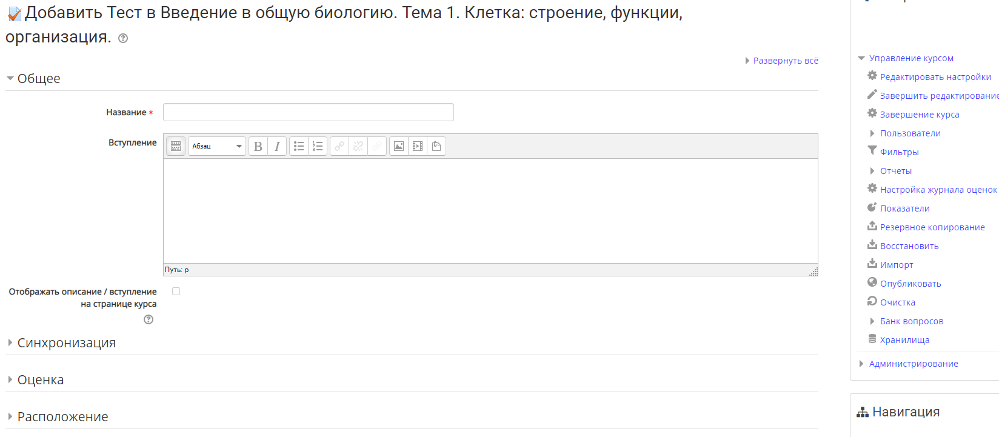 Добавить Тест в Введение в общую биологию. Тема 1. Клетка: строение, функции,
организация.
Развернуть всё
Общее
Название *
Вступление
Абзац
B I
Путь: p
Отображать описание / вступление
на странице курса
Синхронизация
Оценка
Расположение
Управление курсом
Редактировать настройки
Завершить редактирование
Завершение курса
Пользователи
Фильтры
Отчеты
Настройка журнала оценок
Показатели
Резервное копирование
Восстановить
Импорт
Опубликовать
Очистка
Банк вопросов
Хранилища
Администрирование
Навигация